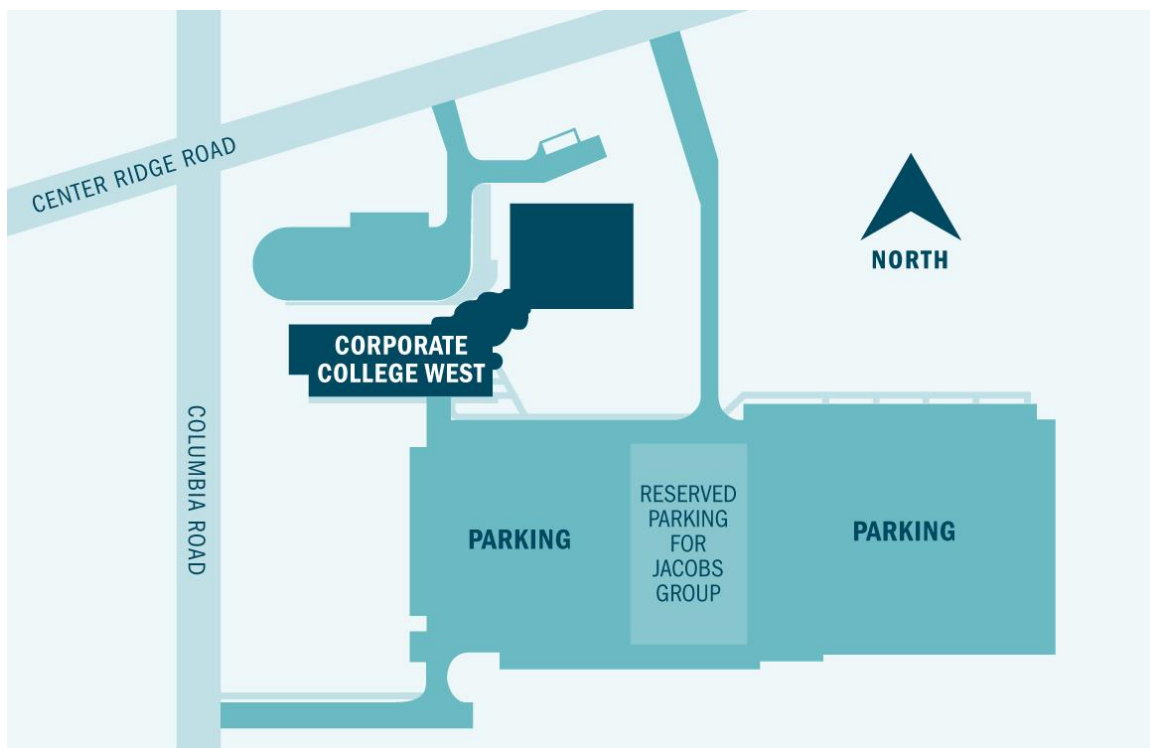 CENTER RIDGE ROAD
NORTH
CORPORATE
COLLEGE WEST
COLUMBIA ROAD
PARKING
RESERVED
PARKING
FOR
JACOBS
GROUP
PARKING